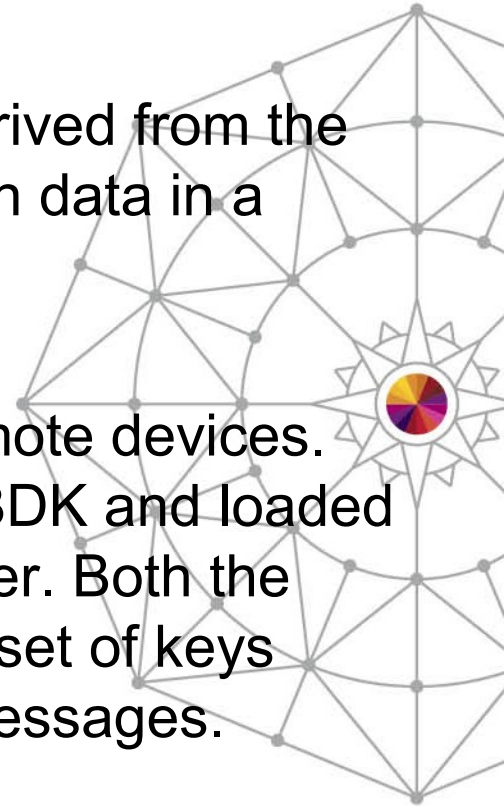 rived from the
n data in a
note devices.
BDK and loaded
er. Both the
set of keys
essages.